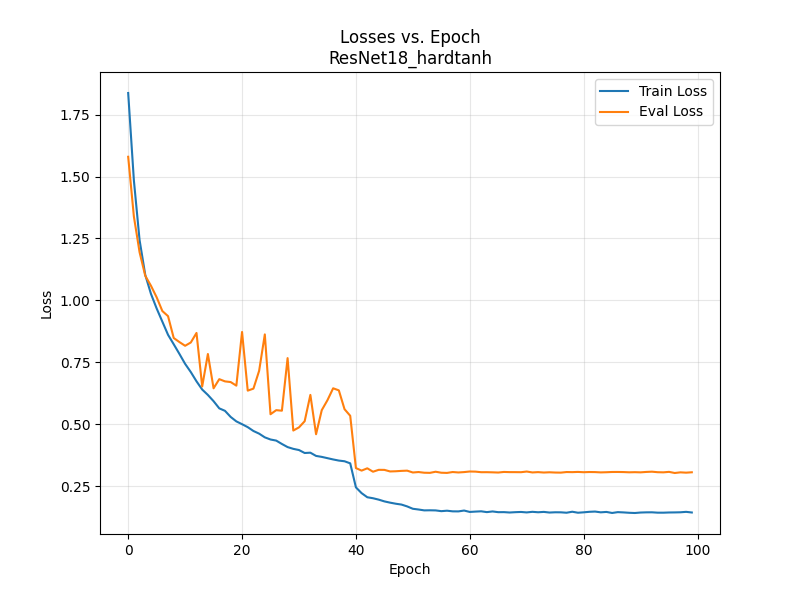 Losses vs. Epoch
ResNet18_hardtanh
Train Loss
Eval Loss
1.75
1.50
1.25
1.00
0.75
0.50
0.25
Loss
0
20
40
60
80
100
Epoch